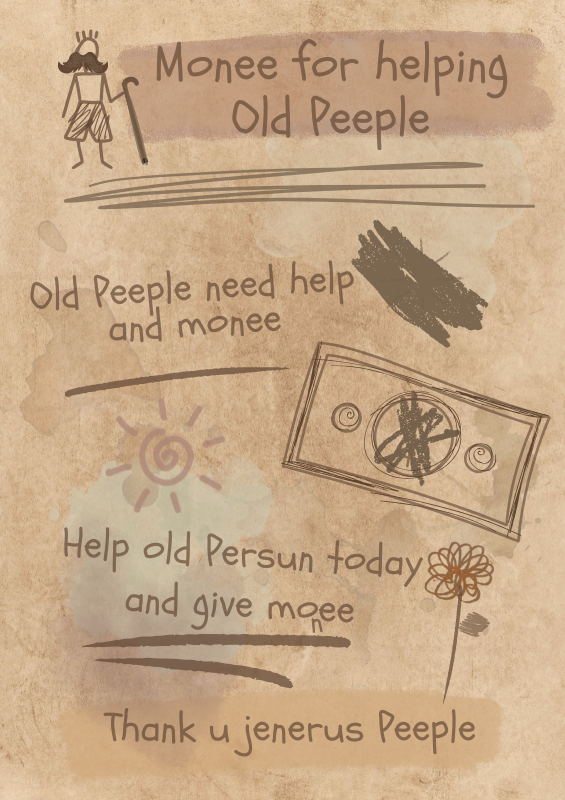 Monee for helping
Old Peeple
Old Peeple need help
and monee
Help old Persun today
and give monee
Thank u jenerus Peeple